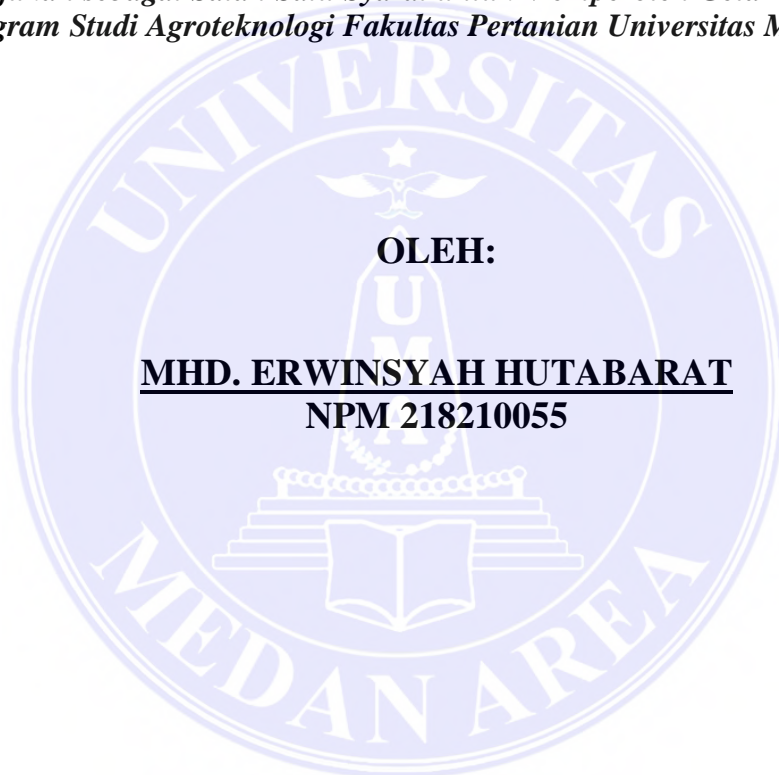 gram Studi Agroteknologi Fakultas Pertanian Universitas M
UNIVERSITAS
OLEH:
U
M
MHD. ERWINSYAH HUTABARAT
NPM 218210055
A
MEDAN AREA